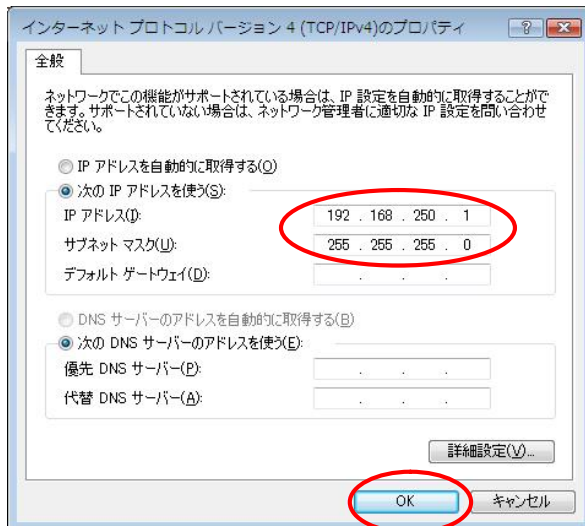 インターネット プロトコル バージョン 4 (TCP/IPv4)のプロパティ
全般
ネットワークでこの機能がサポートされている場合は、IP 設定を自動的に取得することがで
きます。サポートされていない場合は、ネットワーク管理者に適切な IP 設定を問い合わせ
てください。
IP アドレスを自動的に取得する(O)
次の IP アドレスを使う(S):
IP アドレス(I): 192 . 168 . 250 . 1
サブネット マスク(U): 255 . 255 . 255 . 0
デフォルト ゲートウェイ(D): . . .
DNS サーバーのアドレスを自動的に取得する(B)
次の DNS サーバーのアドレスを使う(E):
優先 DNS サーバー(P): . . .
代替 DNS サーバー(A): . . .
詳細設定(V)...
OK キャンセル